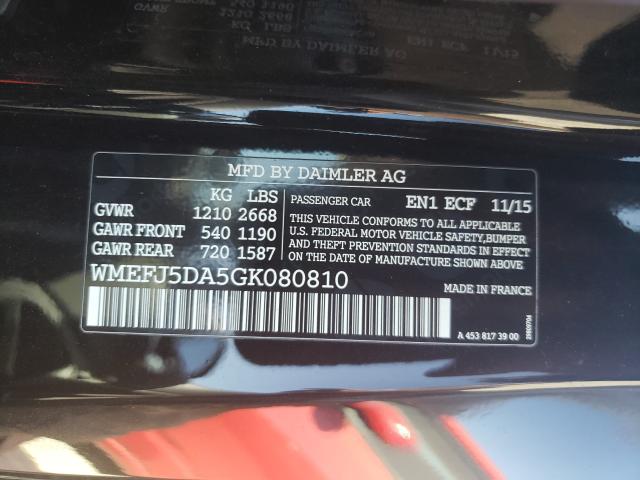 MFD BY DAIMLER AG
KG LBS
GVWR 1210 2668
GAWR FRONT 540 1190
GAWR REAR 720 1587
PASSENGER CAR EN1 ECF 11/15
THIS VEHICLE CONFORMS TO ALL APPLICABLE
U.S. FEDERAL MOTOR VEHICLE SAFETY, BUMPER
AND THEFT PREVENTION STANDARDS IN EFFECT
ON THE DATE OF MANUFACTURE SHOWN ABOVE.
WMEFJ5DA5GK080810
MADE IN FRANCE
A 453 817 39 00